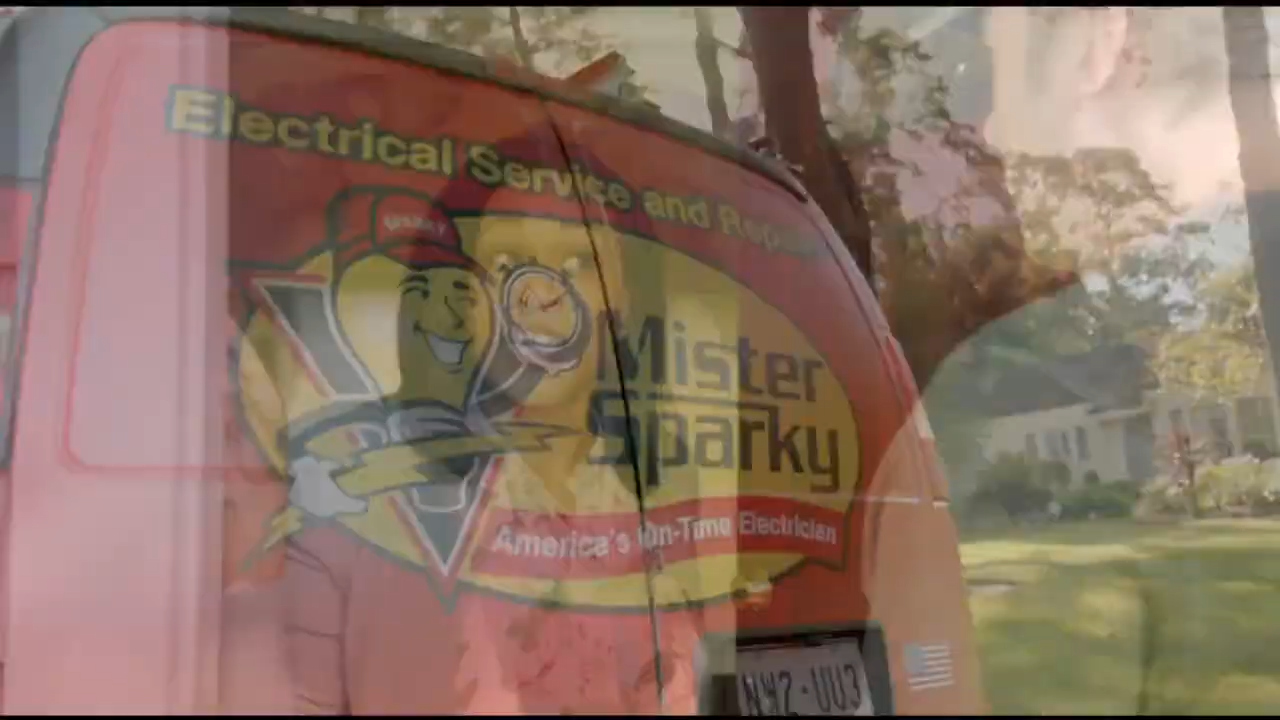 Electrical Service and Repair
Mister
Sparky
America's On-Time Electrician